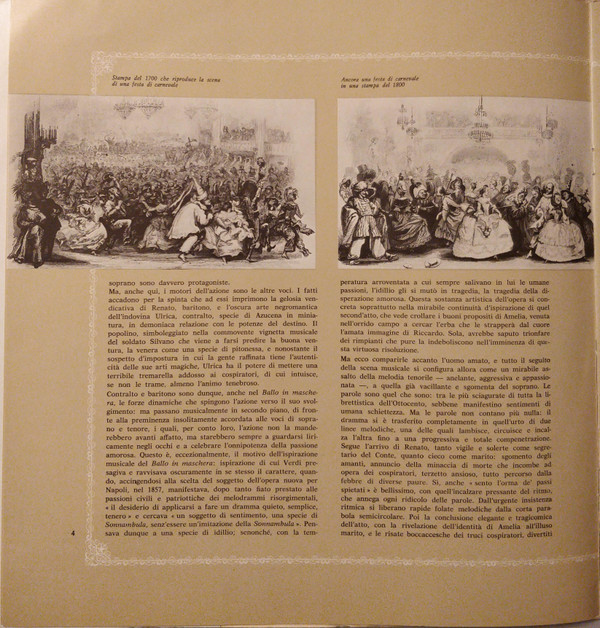 Stampa del 1700 che riproduce la scena
di una festa di carnevale
Ancora una festa di carnevale
in una stampa del 1800
soprano sono davvero protagoniste.
Ma, anche qui, i motori dell'azione sono le altre voci. I fatti
accadono per la spinta che ad essi imprimono la gelosia ven-
dicativa di Renato, baritono, e l'oscura arte negromantica
dell'indovina Ulrica, contralto, specie di Azucena in minia-
tura, in demoniaca relazione con le potenze del destino. Il
popolino, simboleggiato nella commovente vignetta musicale
del soldato Silvano che viene a farsi predire la buona ven-
tura, la venera come una specie di pitonessa, e nonostante il
sospetto d'impostura in cui la gente raffinata tiene l'autenti-
cità delle sue arti magiche, Ulrica ha il potere di mettere una
terribile tremarella addosso ai cospiratori, di cui intuisce,
se non le trame, almeno l'animo tenebroso.
Contralto e baritono sono dunque, anche nel Ballo in masche-
ra, le forze dinamiche che spingono l'azione verso il suo svol-
gimento: ma passano musicalmente in secondo piano, di fron-
te alla preminenza insolitamente accordata alle voci di sopra-
no e tenore, i quali, per conto loro, l'azione non la mande-
rebbero avanti affatto, ma starebbero sempre a guardarsi liri-
camente negli occhi e a celebrare l'onnipotenza della passione
amorosa. Questo è, eccezionalmente, il motivo dell'ispirazione
musicale del Ballo in maschera; ispirazione di cui Verdi pre-
sagiva e ravvisava oscuramente in se stesso il carattere, quan-
do, accingendosi alla scelta del soggetto dell'opera nuova per
Napoli, nel 1857, manifestava, dopo tanto fiato prestato alle
passioni civili e patriottiche dei melodrammi risorgimentali,
« il desiderio di applicarsi a fare un dramma quieto, semplice,
tenero » e cercava « un soggetto di sentimento, una specie di
Sonnambula, senz'essere un'imitazione della Sonnambula ». Pen-
sava dunque a una specie di idillio; senonché, con la tem-
4
peratura arroventata a cui sempre salivano in lui le umane
passioni, l'idillio gli si mutò in tragedia, la tragedia della di-
sperazione amorosa. Questa sostanza artistica dell'opera si con-
creta soprattutto nella mirabile continuità d'ispirazione di quel
second'atto, che vede crollare i buoni propositi di Amelia, venuta
nell'orrido campo a cercar l'erba che le strapperà dal cuore
l'amata immagine di Riccardo. Sola, avrebbe saputo trionfare
dei rimpianti che pure la indeboliscono nell'imminenza di que-
sta virtuosa risoluzione.
Ma ecco comparirle accanto l'uomo amato, e tutto il seguito
della scena musicale si configura allora come un mirabile as-
salto della melodia tenorile — anelante, aggressiva e appassio-
nata —, a quella già vacillante e sgomenta del soprano. Le
parole son quel che sono: tra le più sciagurate di tutta la li-
brettistica dell'Ottocento, sebbene manifestino sentimenti di
umana schiettezza. Ma le parole non contano più nulla: il
dramma si è trasferito completamente in quell'urto di due
linee melodiche, una delle quali lambisce, circuisce e incal-
za l'altra fino a una progressiva e totale compenetrazione.
Segue l'arrivo di Renato, tanto vigile e solerte come segre-
tario del Conte, quanto cieco come marito: sgomento degli
amanti, annuncio della minaccia di morte che incombe ad
opera dei cospiratori, terzetto ansioso, tutto percorso dalla
febbre di diverse paure. Sì, anche « sento l'orma de' passi
spietati » è bellissimo, con quell'incalzare pressante del ritmo,
che annega ogni ridicolo delle parole. Dall'urgente insistenza
ritmica si liberano rapide folate melodiche dalla corta para-
bola semicircolare. Poi la conclusione elegante e tragicomica
dell'atto, con la rivelazione dell'identità di Amelia all'illuso
marito, e le risate boccaccesche dei truci cospiratori, divertiti